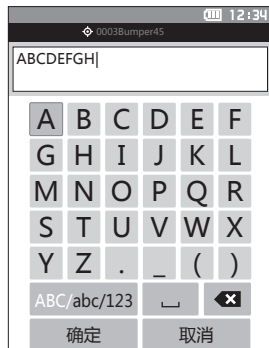 12:34
0003Bumper45
ABCDEFGH
A B C D E F
G H I J K L
M N O P Q R
S T U V W X
Y Z . _ ( )
ABC/abc/123
确定 取消